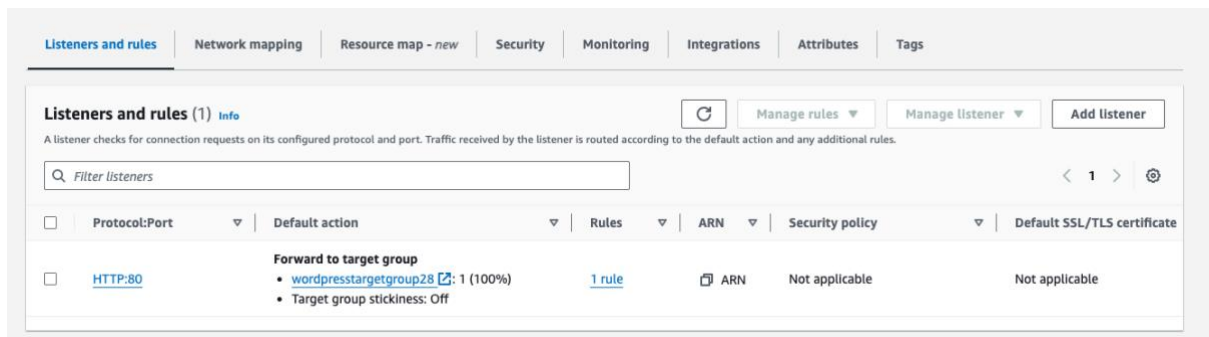 Listeners and rules Network mapping Resource map - new Security Monitoring Integrations Attributes Tags
Listeners and rules (1) Info Manage rules Manage listener Add listener
A listener checks for connection requests on its configured protocol and port. Traffic received by the listener is routed according to the default action and any additional rules.
Filter listeners 1
Protocol:Port Default action Rules ARN Security policy Default SSL/TLS certificate
Forward to target group
HTTP:80 • wordpresstargetgroup28 : 1 (100%) 1 rule ARN Not applicable Not applicable
• Target group stickiness: Off